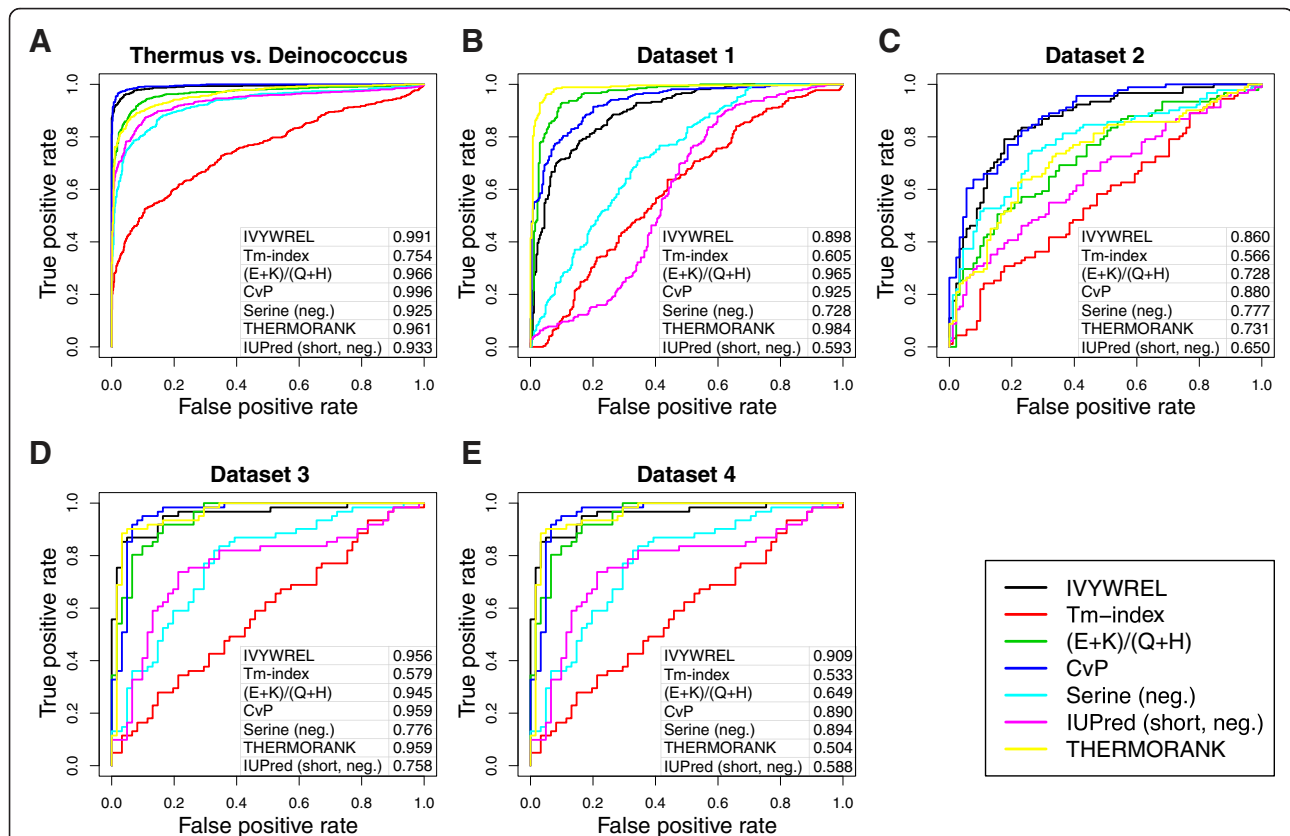 A
Thermus vs. Deinococcus
True positive rate
0.0 0.2 0.4 0.6 0.8 1.0
IVYWREL 0.991
Tm-index 0.754
(E+K)/(Q+H) 0.966
CvP 0.996
Serine (neg.) 0.925
THERMORANK 0.961
IUPred (short, neg.) 0.933
0.0 0.2 0.4 0.6 0.8 1.0
False positive rate
B
Dataset 1
True positive rate
0.0 0.2 0.4 0.6 0.8 1.0
IVYWREL 0.898
Tm-index 0.605
(E+K)/(Q+H) 0.965
CvP 0.925
Serine (neg.) 0.728
THERMORANK 0.984
IUPred (short, neg.) 0.593
0.0 0.2 0.4 0.6 0.8 1.0
False positive rate
C
Dataset 2
True positive rate
0.0 0.2 0.4 0.6 0.8 1.0
IVYWREL 0.860
Tm-index 0.566
(E+K)/(Q+H) 0.728
CvP 0.880
Serine (neg.) 0.777
THERMORANK 0.731
IUPred (short, neg.) 0.650
0.0 0.2 0.4 0.6 0.8 1.0
False positive rate
D
Dataset 3
True positive rate
0.0 0.2 0.4 0.6 0.8 1.0
IVYWREL 0.956
Tm-index 0.579
(E+K)/(Q+H) 0.945
CvP 0.959
Serine (neg.) 0.776
THERMORANK 0.959
IUPred (short, neg.) 0.758
0.0 0.2 0.4 0.6 0.8 1.0
False positive rate
E
Dataset 4
True positive rate
0.0 0.2 0.4 0.6 0.8 1.0
IVYWREL 0.909
Tm-index 0.533
(E+K)/(Q+H) 0.649
CvP 0.890
Serine (neg.) 0.894
THERMORANK 0.504
IUPred (short, neg.) 0.588
0.0 0.2 0.4 0.6 0.8 1.0
False positive rate
IVYWREL
Tm−index
(E+K)/(Q+H)
CvP
Serine (neg.)
IUPred (short, neg.)
THERMORANK